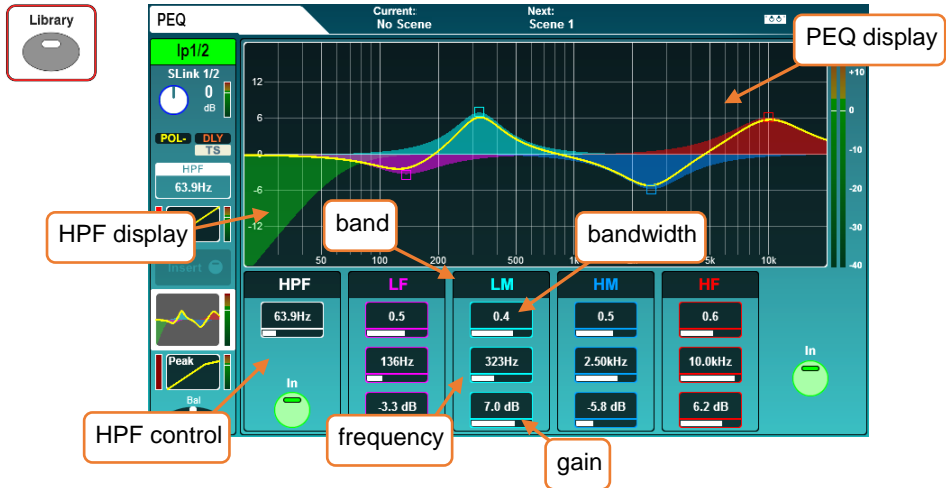 Library
PEQ
Current:
No Scene
Next:
Scene 1
PEQ display
Ip1/2
SLink 1/2
0
dB
POL-
DLY
TS
HPF
63.9Hz
Insert
Peak
Bal
12
6
0
-6
-12
50
100
200
500
1k
5k
10k
+10
0
-10
-20
-30
-40
HPF display
band
bandwidth
HPF
LF
LM
HM
HF
63.9Hz
0.5
0.4
0.5
0.6
136Hz
323Hz
2.50kHz
10.0kHz
In
In
-3.3 dB
7.0 dB
-5.8 dB
6.2 dB
HPF control
frequency
gain